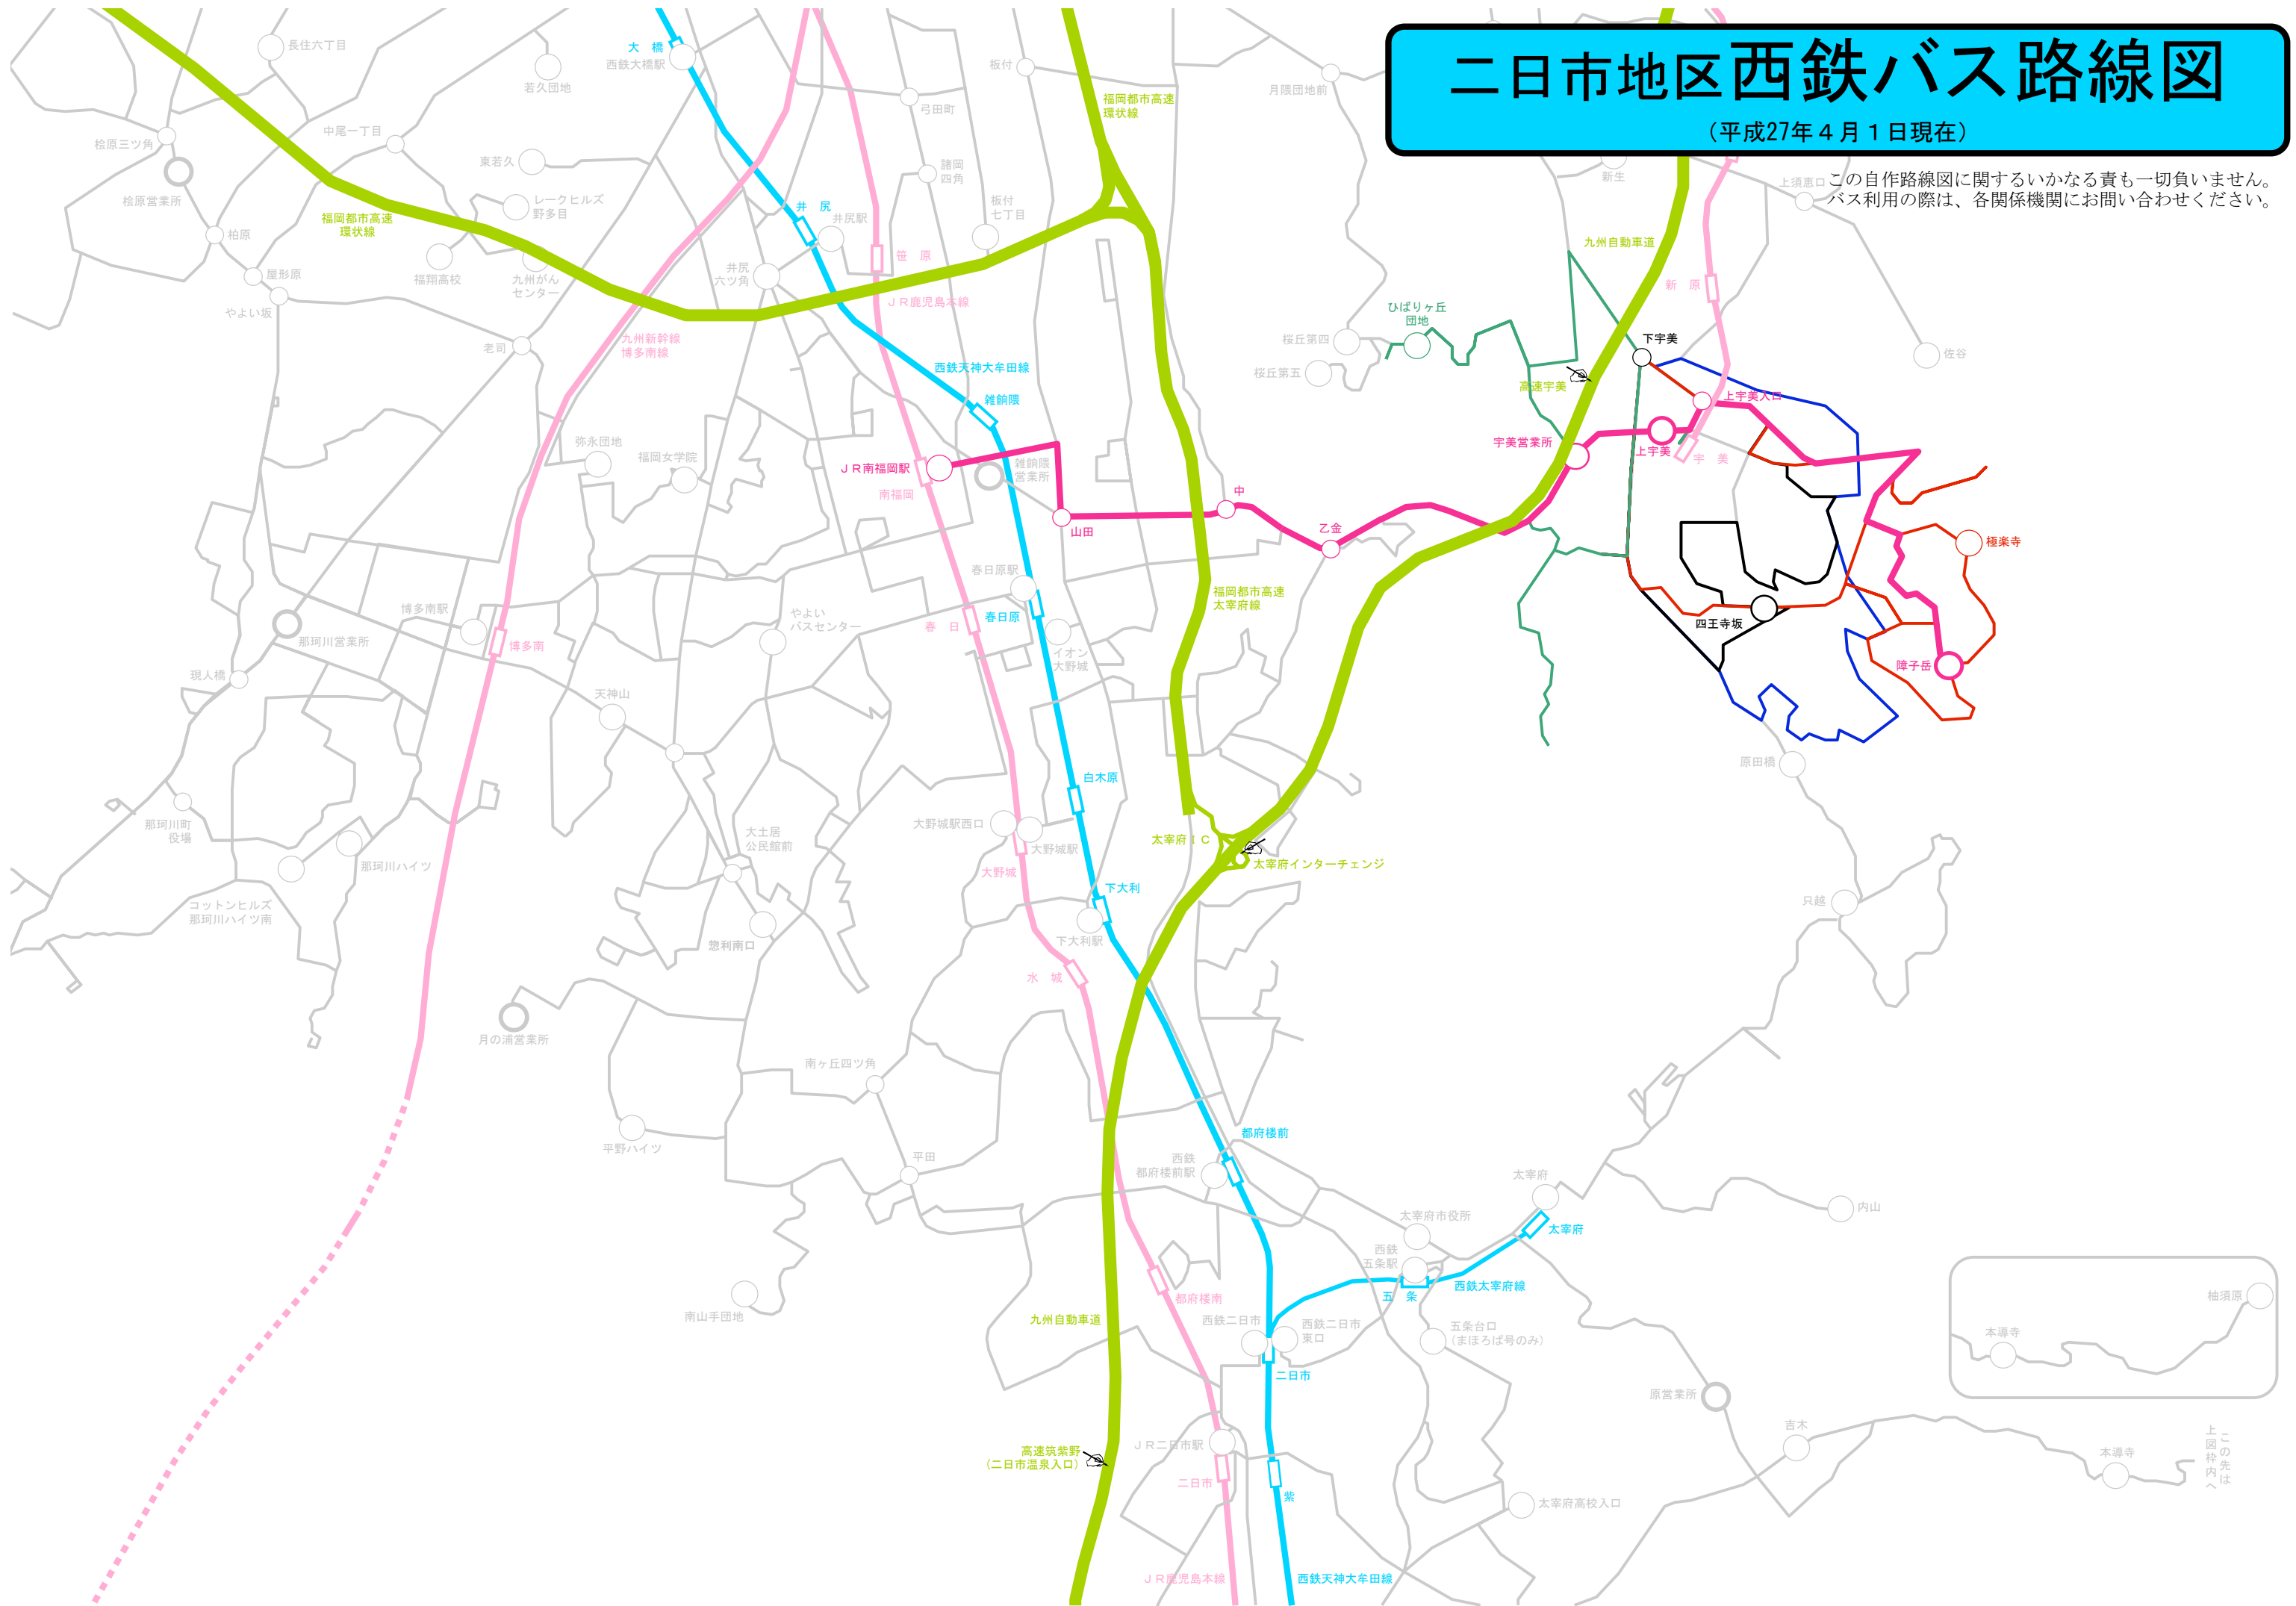 二日市地区西鉄バス路線図
（平成27年４月１日現在）
この自作路線図に関するいかなる責も一切負いません。
バス利用の際は、各関係機関にお問い合わせください。
長住六丁目
大　橋
西鉄大橋駅
若久団地
板付
月隈団地前
弓田町
福岡都市高速
環状線
桧原三ツ角
中尾一丁目
東若久
諸岡
四角
新生
上須恵口
桧原営業所
レークヒルズ
野多目
板付
七丁目
福岡都市高速
環状線
井　尻
井尻駅
柏原
笹　原
九州自動車道
屋形原
福翔高校
九州がん
センター
井尻
六ツ角
新　原
やよい坂
ＪＲ鹿児島本線
ひばりヶ丘
団地
老司
九州新幹線
博多南線
桜丘第四
下宇美
佐谷
西鉄天神大牟田線
桜丘第五
高速宇美
雑餉隈
上宇美入口
弥永団地
福岡女学院
ＪＲ南福岡駅
南福岡
雑餉隈
営業所
宇美営業所
上宇美
宇　美
中
山田
乙金
極楽寺
春日原駅
博多南駅
やよい
バスセンター
春日原
春　日
福岡都市高速
太宰府線
四王寺坂
那珂川営業所
博多南
イオン
大野城
障子岳
現人橋
天神山
白木原
原田橋
那珂川町
役場
大野城駅西口
大野城駅
大土居
公民館前
太宰府ＩＣ
太宰府インターチェンジ
那珂川ハイツ
大野城
下大利
コットンヒルズ
那珂川ハイツ南
只越
惣利南口
下大利駅
水　城
月の浦営業所
南ヶ丘四ツ角
平野ハイツ
平田
都府楼前
西鉄
都府楼前駅
太宰府
内山
太宰府市役所
太宰府
西鉄
五条駅
五　条
西鉄太宰府線
都府楼南
柚須原
南山手団地
九州自動車道
西鉄二日市
西鉄二日市
東口
五条台口
（まほろば号のみ）
本導寺
二日市
原営業所
吉木
ＪＲ二日市駅
高速筑紫野
（二日市温泉入口）
本導寺
この先は
上図枠内へ
二日市
紫
太宰府高校入口
ＪＲ鹿児島本線
西鉄天神大牟田線